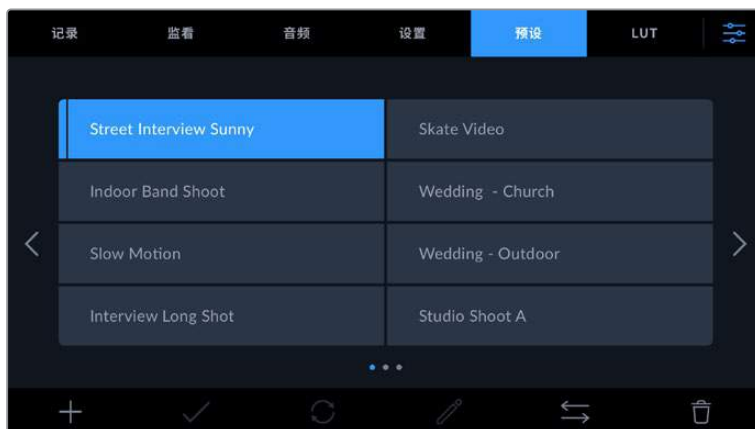 记录 监看 音频 设置 预设 LUT
Street Interview Sunny Skate Video
Indoor Band Shoot Wedding - Church
Slow Motion Wedding - Outdoor
Interview Long Shot Studio Shoot A